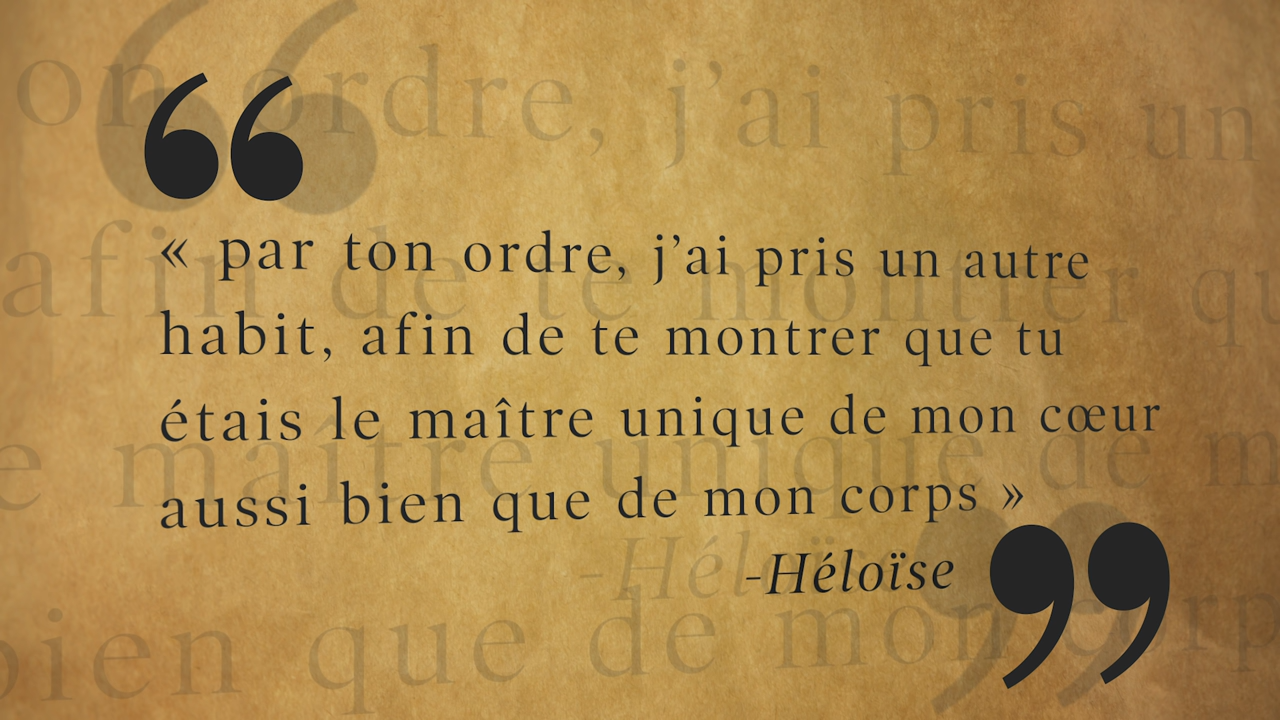 « par ton ordre, j’ai pris un autre
habit, afin de te montrer que tu
étais le maître unique de mon cœur
aussi bien que de mon corps »
-Héloïse